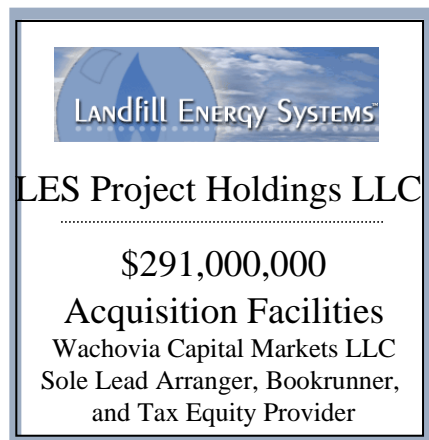 Landfill Energy Systems™
LES Project Holdings LLC
$291,000,000
Acquisition Facilities
Wachovia Capital Markets LLC
Sole Lead Arranger, Bookrunner,
and Tax Equity Provider